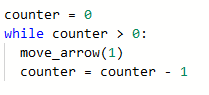 counter = 0
while counter > 0:
  move_arrow(1)
  counter = counter - 1